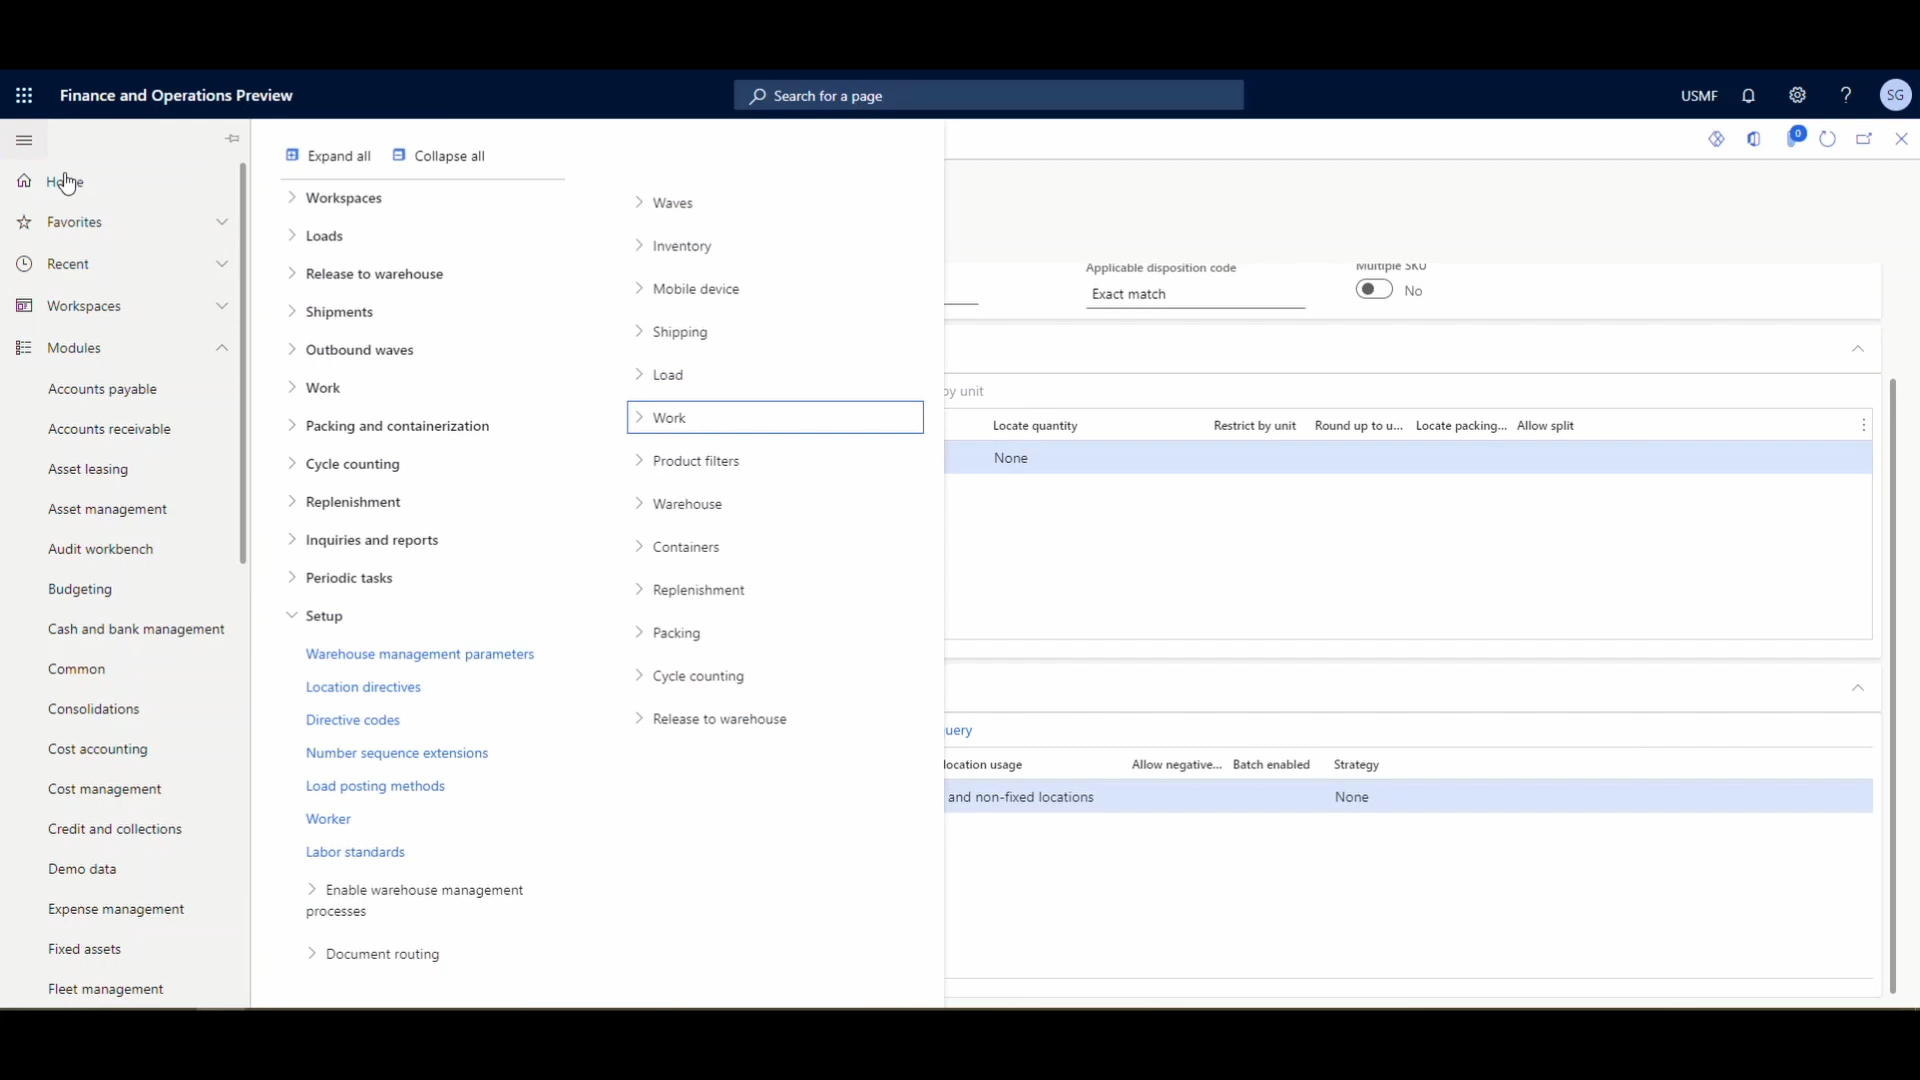 Finance and Operations Preview
Search for a page
USMF
?
SG
0
Home
Favorites
Recent
Workspaces
Modules
Accounts payable
Accounts receivable
Asset leasing
Asset management
Audit workbench
Budgeting
Cash and bank management
Common
Consolidations
Cost accounting
Cost management
Credit and collections
Demo data
Expense management
Fixed assets
Fleet management
Expand all
Collapse all
Workspaces
Loads
Release to warehouse
Shipments
Outbound waves
Work
Packing and containerization
Cycle counting
Replenishment
Inquiries and reports
Periodic tasks
Setup
Warehouse management parameters
Location directives
Directive codes
Number sequence extensions
Load posting methods
Worker
Labor standards
Enable warehouse management
processes
Document routing
Waves
Inventory
Mobile device
Shipping
Load
Work
Product filters
Warehouse
Containers
Replenishment
Packing
Cycle counting
Release to warehouse
Applicable disposition code
Exact match
Multiple SKU
No
by unit
Locate quantity
Restrict by unit
Round up to u...
Locate packing...
Allow split
None
uery
location usage
Allow negative...
Batch enabled
Strategy
and non-fixed locations
None